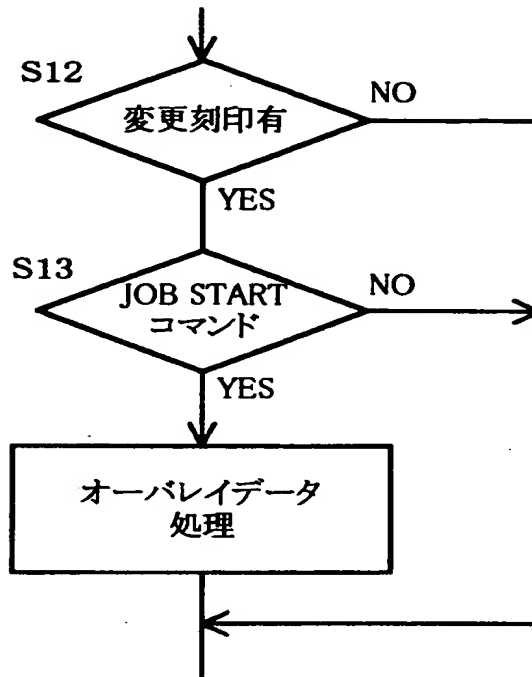 S12
変更刻印有
NO
YES
S13
JOB START
コマンド
NO
YES
オーバレイデータ
処理